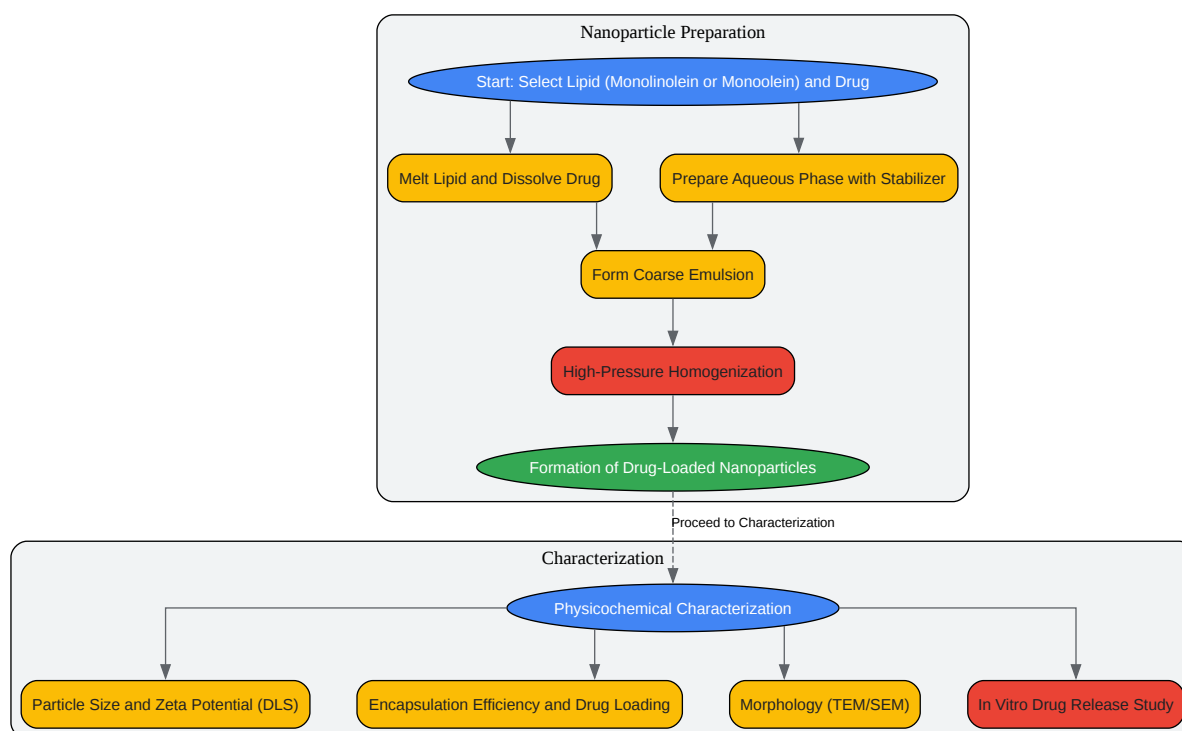 Nanoparticle Preparation
Start: Select Lipid (Monolinolein or Monoolein) and Drug
Melt Lipid and Dissolve Drug
Prepare Aqueous Phase with Stabilizer
Form Coarse Emulsion
High-Pressure Homogenization
Formation of Drug-Loaded Nanoparticles
Proceed to Characterization
Characterization
Physicochemical Characterization
Particle Size and Zeta Potential (DLS)
Encapsulation Efficiency and Drug Loading
Morphology (TEM/SEM)
In Vitro Drug Release Study